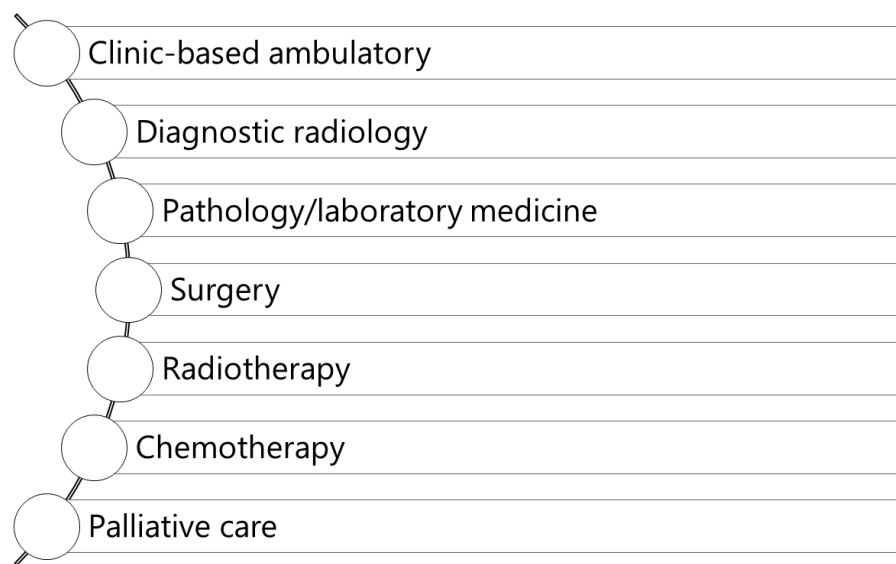 Clinic-based ambulatory
Diagnostic radiology
Pathology/laboratory medicine
Surgery
Radiotherapy
Chemotherapy
Palliative care